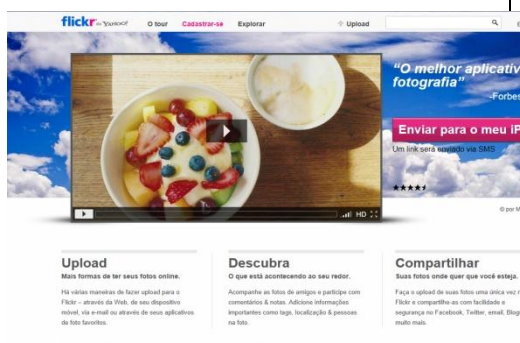 flickr from YAHOO!
O tour
Cadastrar-se
Explorar
Upload
"O melhor aplicativ
fotografia"
-Forbes
Enviar para o meu iP
Um link será enviado via SMS
HD
© por M
Upload
Mais formas de ter seus fotos online.
Há várias maneiras de fazer upload para o
Flickr – através da Web, de seu dispositivo
móvel, via e-mail ou através de seus aplicativos
de foto favoritos.
Descubra
O que está acontecendo ao seu redor.
Acompanhe as fotos de amigos e participe com
comentários & notas. Adicione informações
importantes como tags, localização & pessoas
na foto.
Compartilhar
Suas fotos onde quer que você esteja.
Faça o upload de suas fotos uma única vez n
Flickr e compartilhe-as com facilidade e
segurança no Facebook, Twitter, email, Blog
muito mais.